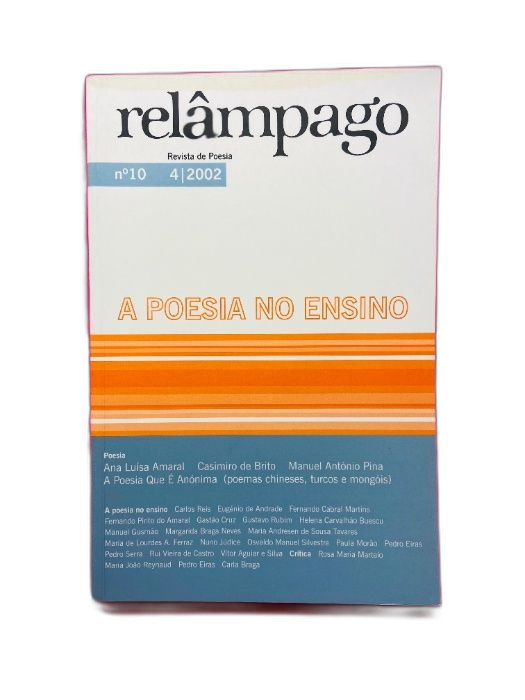 relâmpago
Revista de Poesia
nº10 4|2002
A POESIA NO ENSINO
Poesia
Ana Luísa Amaral Casimiro de Brito Manuel António Pina
A Poesia Que É Anónima (poemas chineses, turcos e mongóis)
A poesia no ensino Carlos Reis Eugénio de Andrade Fernando Cabral Martins
Fernando Pinto do Amaral Gastão Cruz Gustavo Rubim Helena Carvalhão Buescu
Manuel Gusmão Margarida Braga Neves Maria Andresen de Sousa Tavares
Maria de Lourdes A. Ferraz Nuno Júdice Osvaldo Manuel Silvestre Paula Morão Pedro Eiras
Pedro Serra Rui Vieira de Castro Vítor Aguiar e Silva Crítica Rosa Maria Martelo
Maria João Reynaud Pedro Eiras Carla Braga